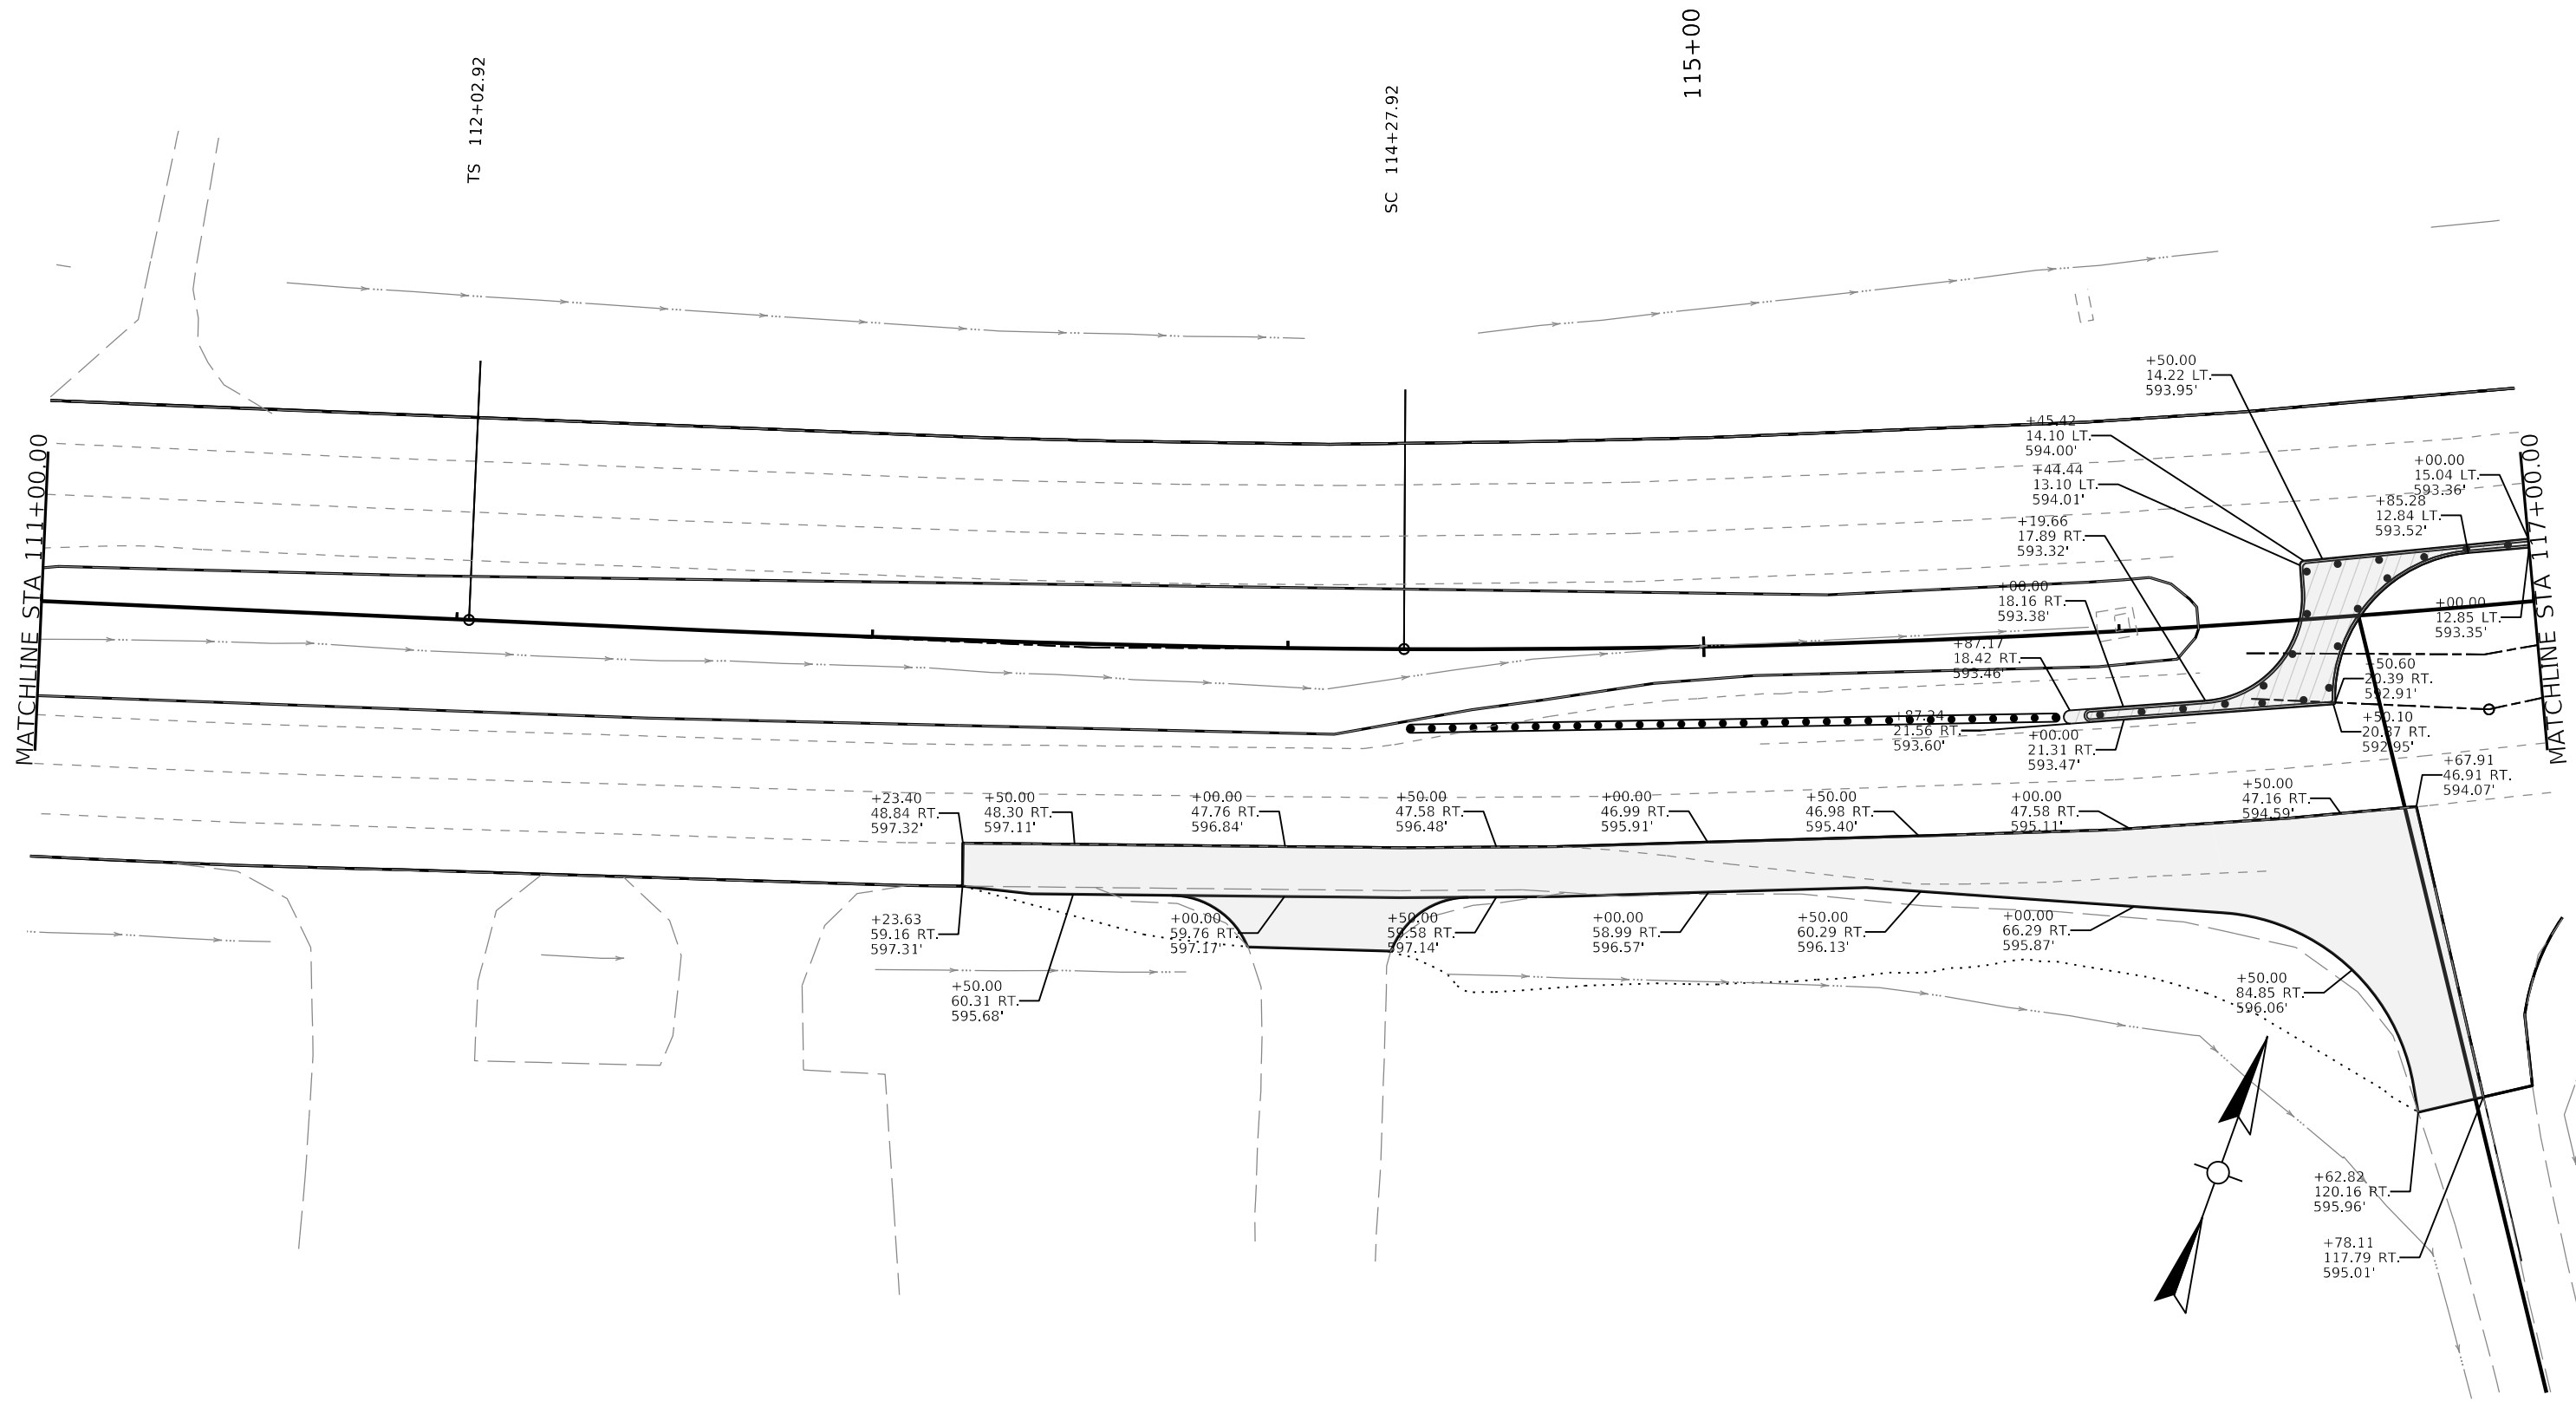 115+00
TS 112+02.92
SC 114+27.92
MATCHLINE STA 111+00.00
MATCHLINE STA 117+00.00
+50.00
14.22 LT.
593.95'
+45.42
14.10 LT.
594.00'
+44.44
13.10 LT.
594.01'
+19.66
17.89 RT.
593.32'
+00.00
18.16 RT.
593.38'
+87.17
18.42 RT.
593.46'
+87.24
21.56 RT.
593.60'
+00.00
21.31 RT.
593.47'
+00.00
15.04 LT.
593.36'
+85.28
12.84 LT.
593.52'
+00.00
12.85 LT.
593.35'
+50.60
20.39 RT.
592.91'
+50.10
20.37 RT.
592.95'
+67.91
46.91 RT.
594.07'
+23.40
48.84 RT.
597.32'
+50.00
48.30 RT.
597.11'
+00.00
47.76 RT.
596.84'
+50.00
47.58 RT.
596.48'
+00.00
46.99 RT.
595.91'
+50.00
46.98 RT.
595.40'
+00.00
47.58 RT.
595.11'
+50.00
47.16 RT.
594.59'
+23.63
59.16 RT.
597.31'
+50.00
60.31 RT.
595.68'
+00.00
59.76 RT.
597.17'
+50.00
59.58 RT.
597.14'
+00.00
58.99 RT.
596.57'
+50.00
60.29 RT.
596.13'
+00.00
66.29 RT.
595.87'
+50.00
84.85 RT.
596.06'
+62.82
120.16 RT.
595.96'
+78.11
117.79 RT.
595.01'